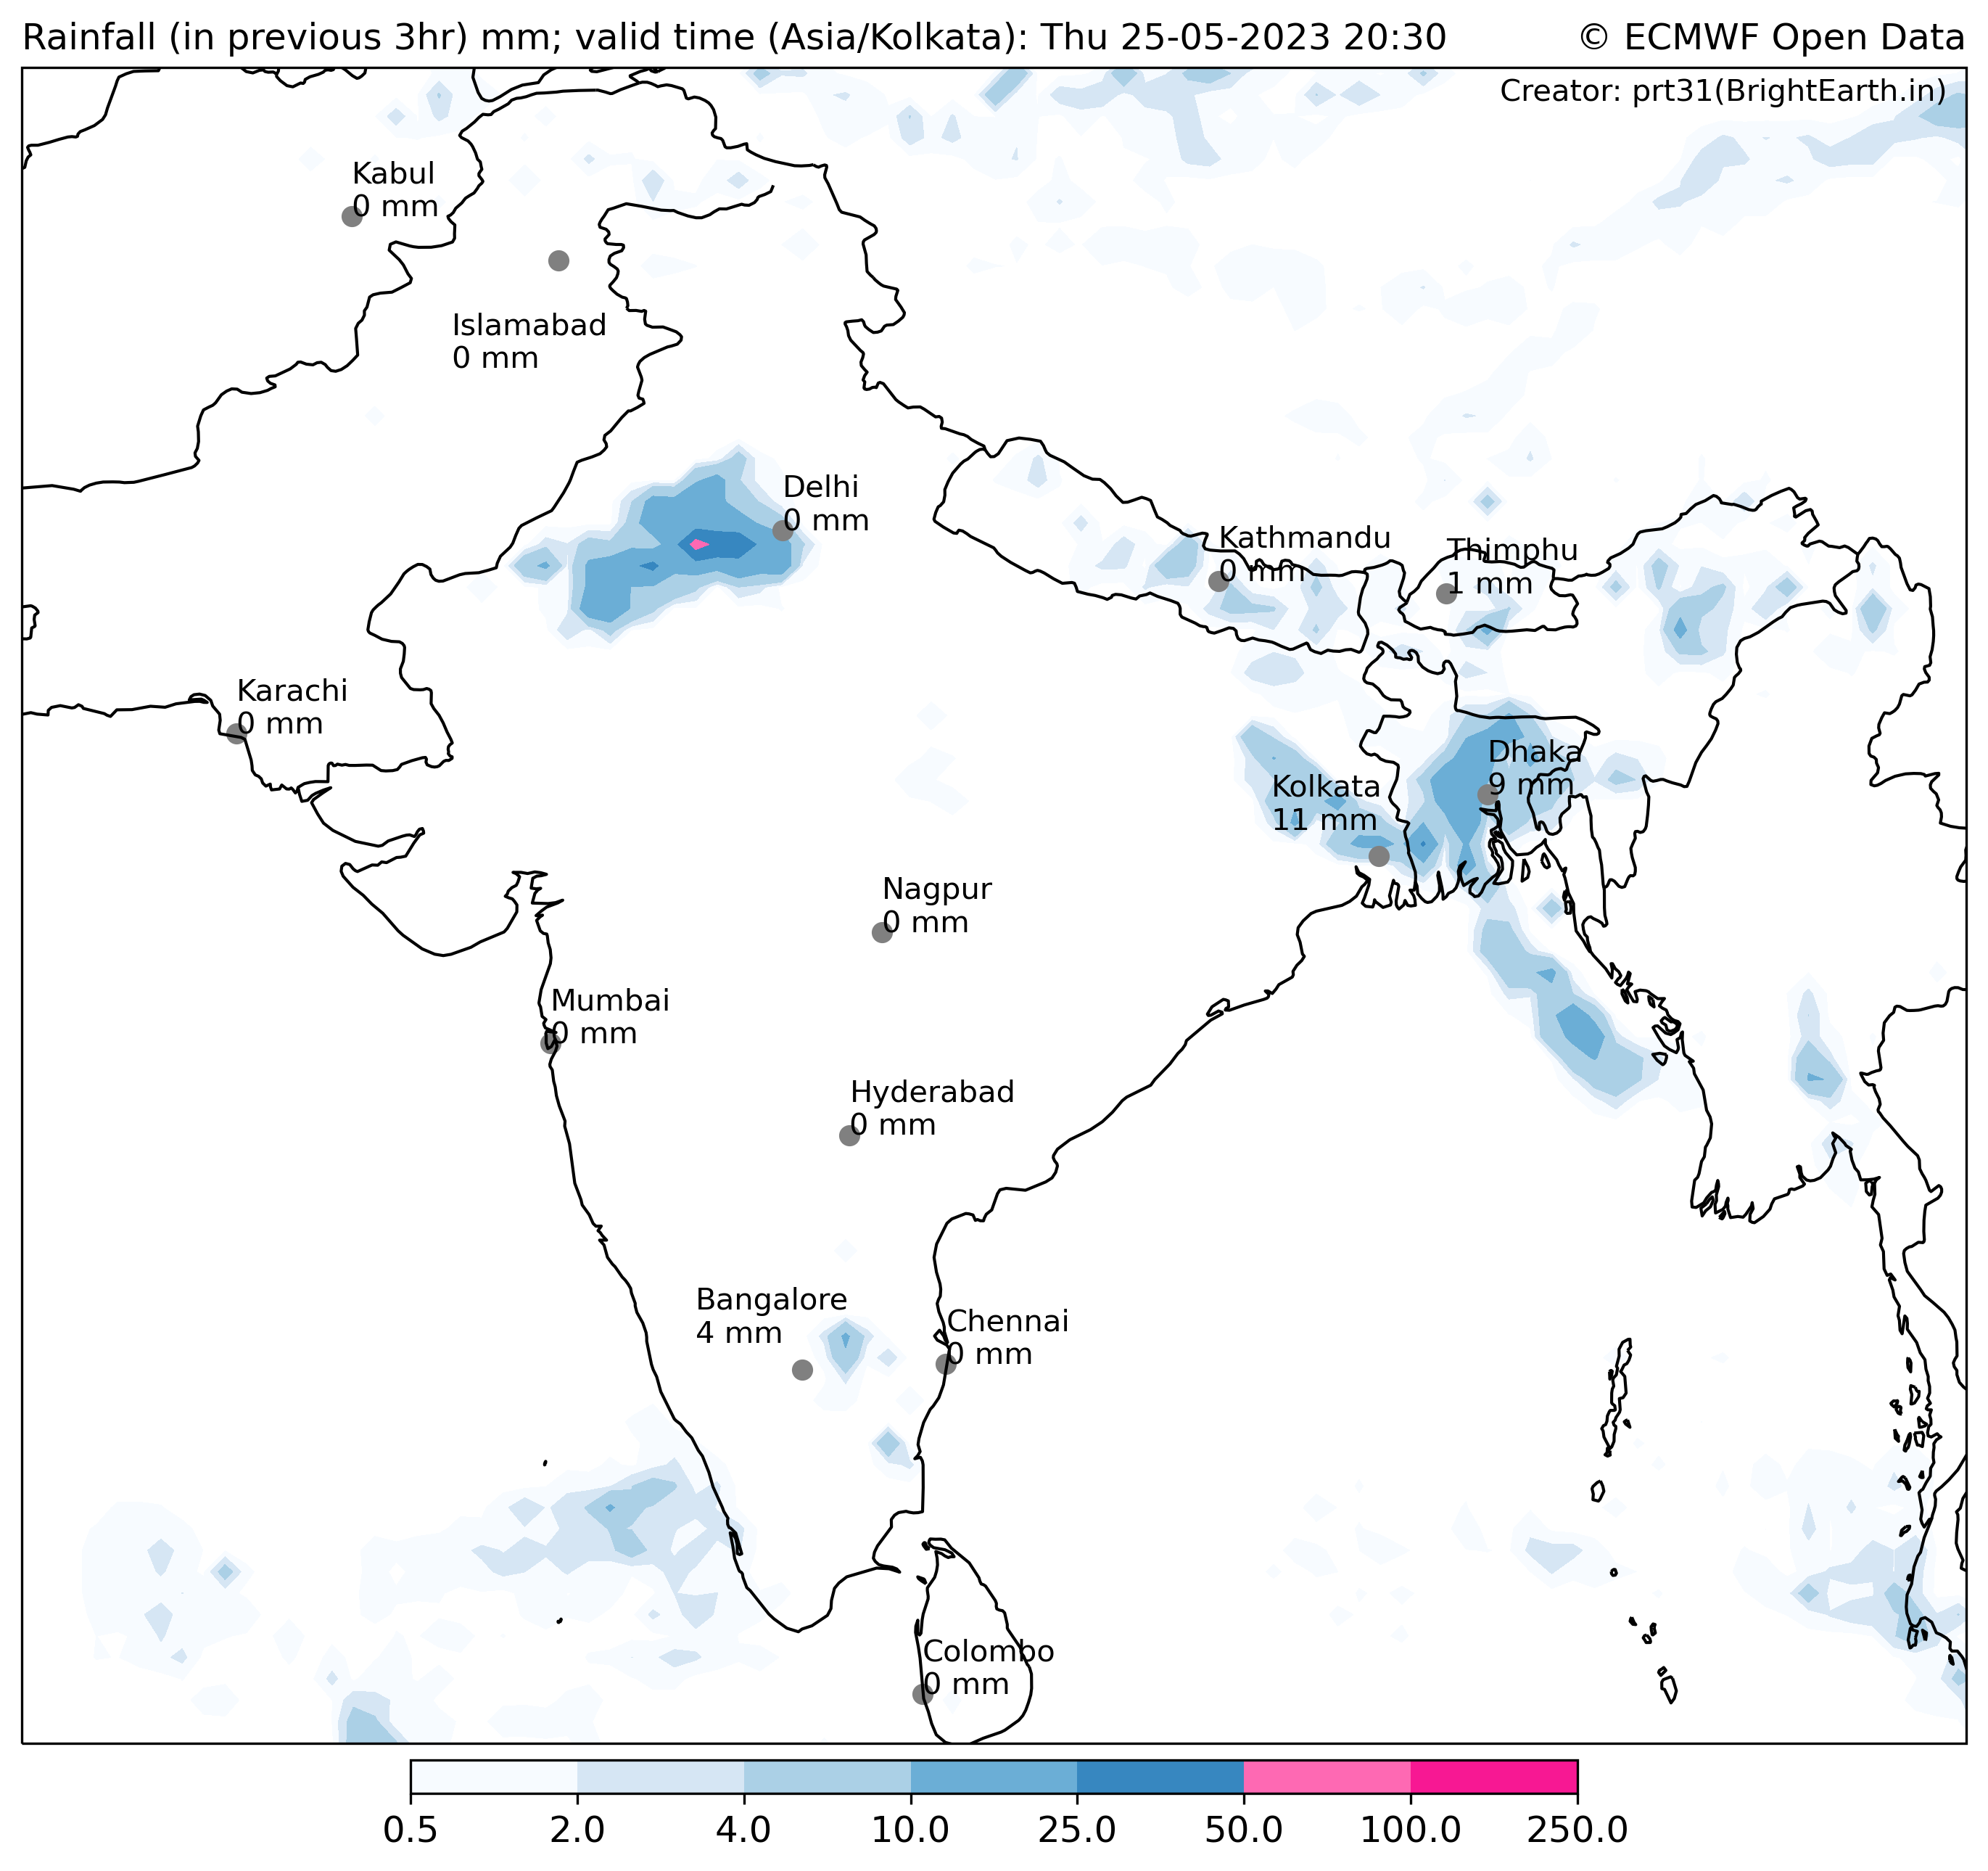 Rainfall (in previous 3hr) mm; valid time (Asia/Kolkata): Thu 25-05-2023 20:30
© ECMWF Open Data
Creator: prt31(BrightEarth.in)
Kabul
0 mm
Islamabad
0 mm
Delhi
0 mm
Kathmandu
0 mm
Thimphu
1 mm
Karachi
0 mm
Dhaka
9 mm
Kolkata
11 mm
Nagpur
0 mm
Mumbai
0 mm
Hyderabad
0 mm
Bangalore
4 mm
Chennai
0 mm
Colombo
0 mm
0.5 2.0 4.0 10.0 25.0 50.0 100.0 250.0